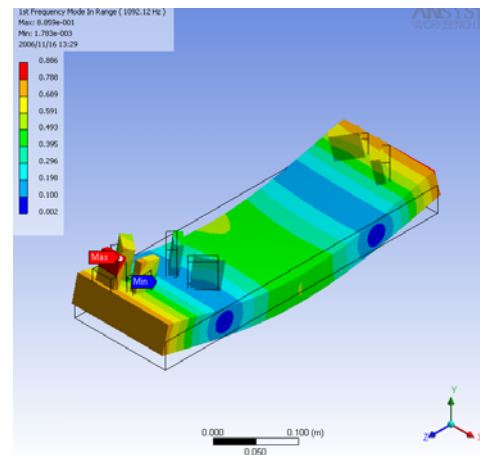 1st Frequency Mode In Range ( 1092.12 Hz )
Max: 8.859e-001
Min: 1.783e-003
2006/11/16 13:29
ANSYS
WORKBENCH
0.886
0.788
0.689
0.591
0.493
0.395
0.296
0.198
0.100
0.002
Max
Min
0.000 0.100 (m)
0.050
Y
Z X